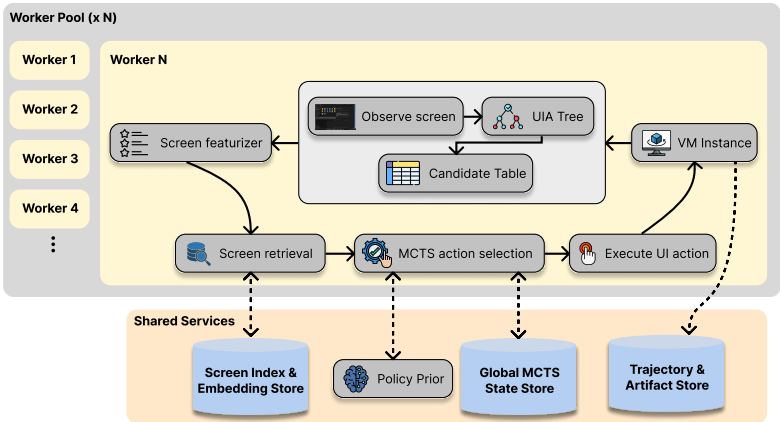 Worker Pool (x N)
Worker 1
Worker 2
Worker 3
Worker 4
Worker N
Observe screen
UIA Tree
Candidate Table
Screen featurizer
VM Instance
Screen retrieval
MCTS action selection
Execute UI action
Shared Services
Screen Index &
Embedding Store
Policy Prior
Global MCTS
State Store
Trajectory &
Artifact Store